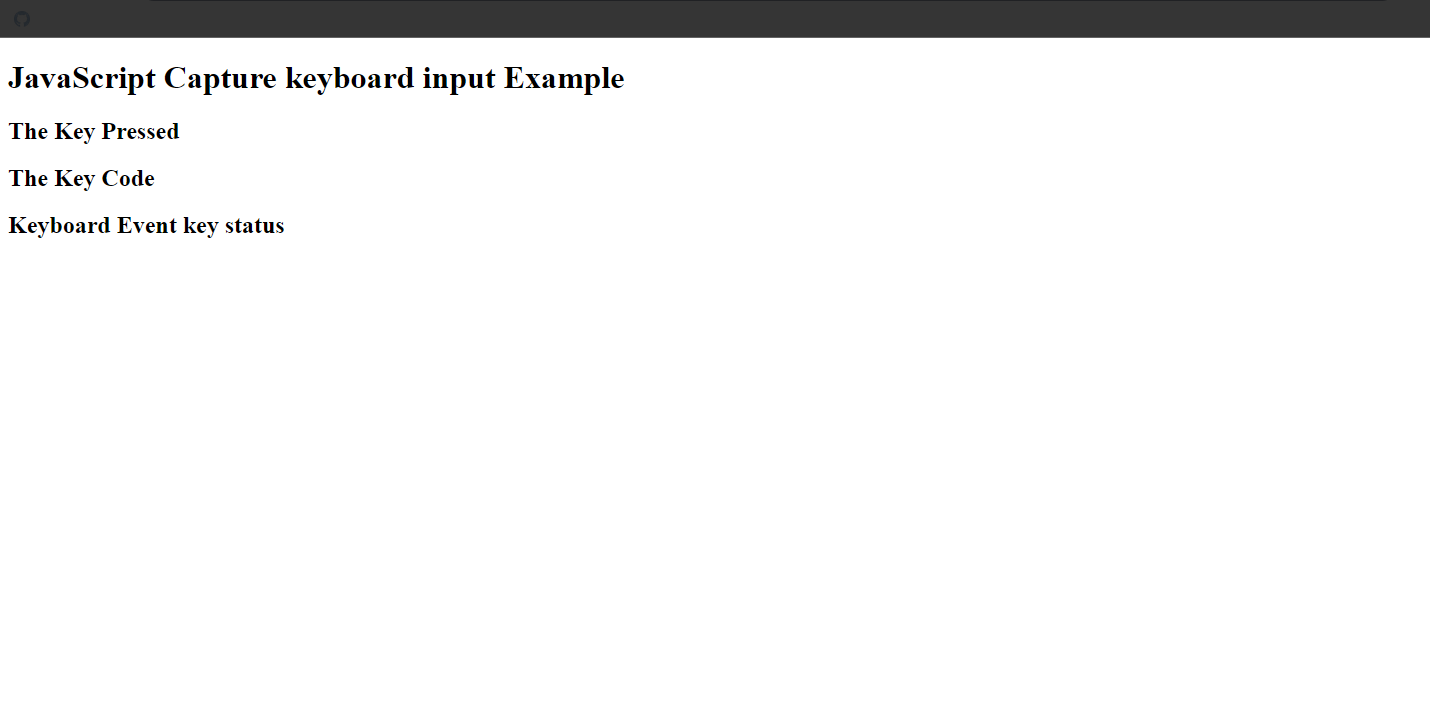 JavaScript Capture keyboard input Example
The Key Pressed
The Key Code
Keyboard Event key status